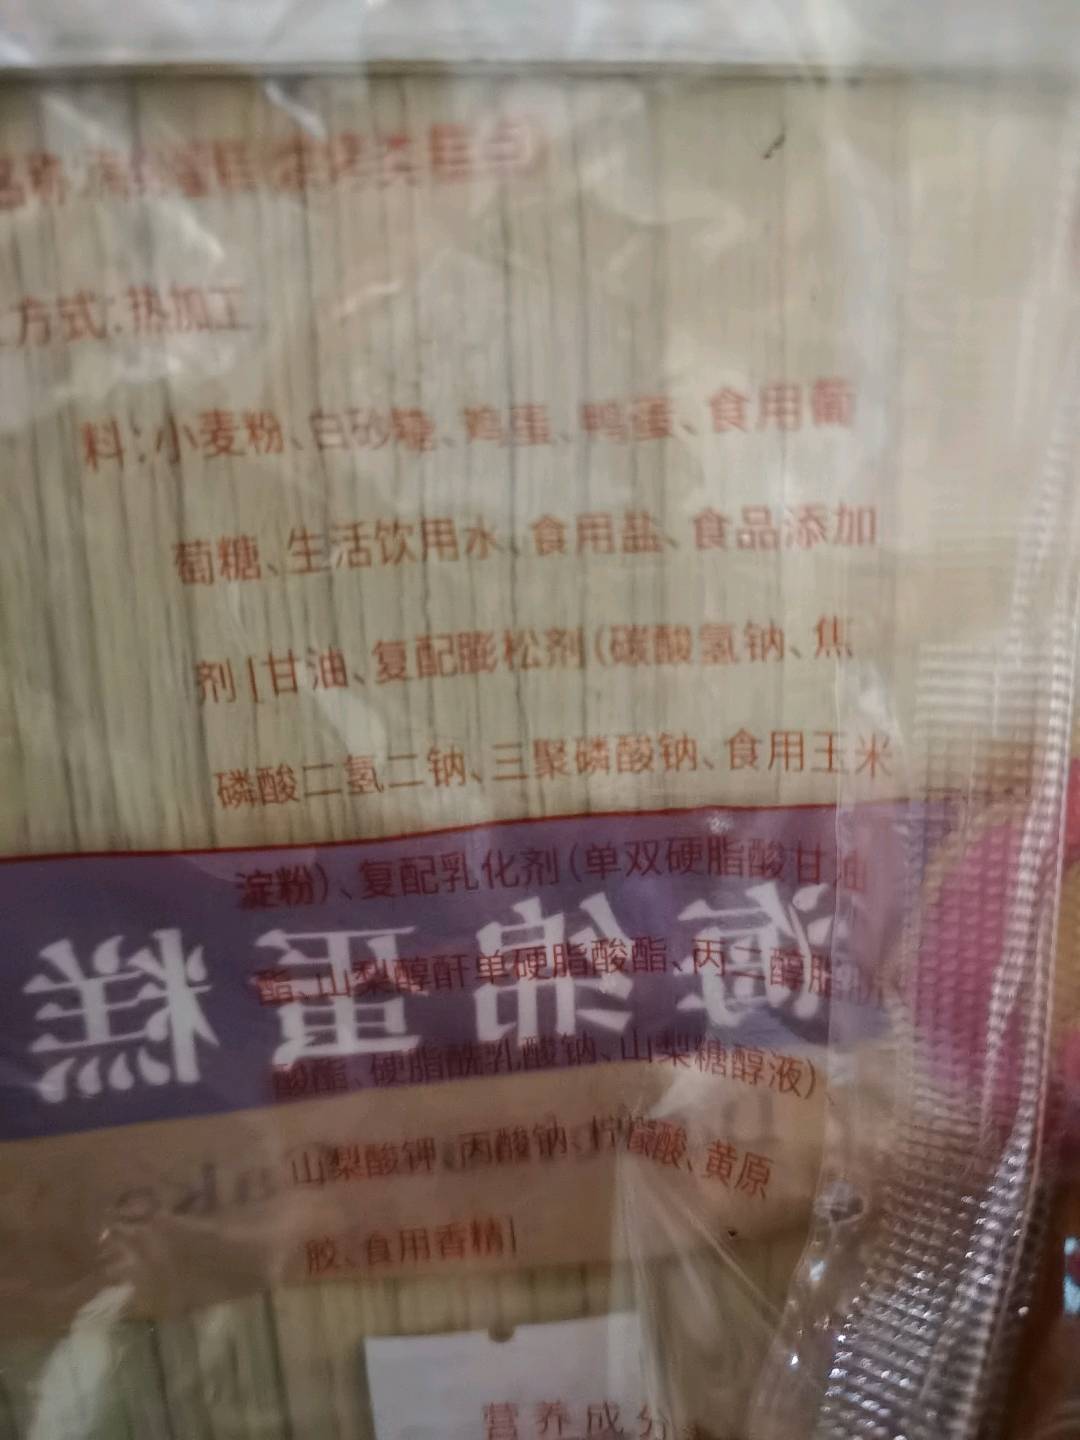 方式:热加工
料:小麦粉、白砂糖、鸡蛋、鸭蛋、食用葡
萄糖、生活饮用水、食用盐、食品添加
剂|甘油、复配膨松剂(碳酸氢钠、焦
磷酸二氢二钠、三聚磷酸钠、食用玉米
淀粉)、复配乳化剂(单双硬脂酸甘油
酯、山梨醇酐单硬脂酸酯、丙二醇脂肪
酸酯、硬脂酰乳酸钠、山梨糖醇液)、
山梨酸钾、丙酸钠、柠檬酸、黄原
胶、食用香精|
海绵蛋糕
营养成分